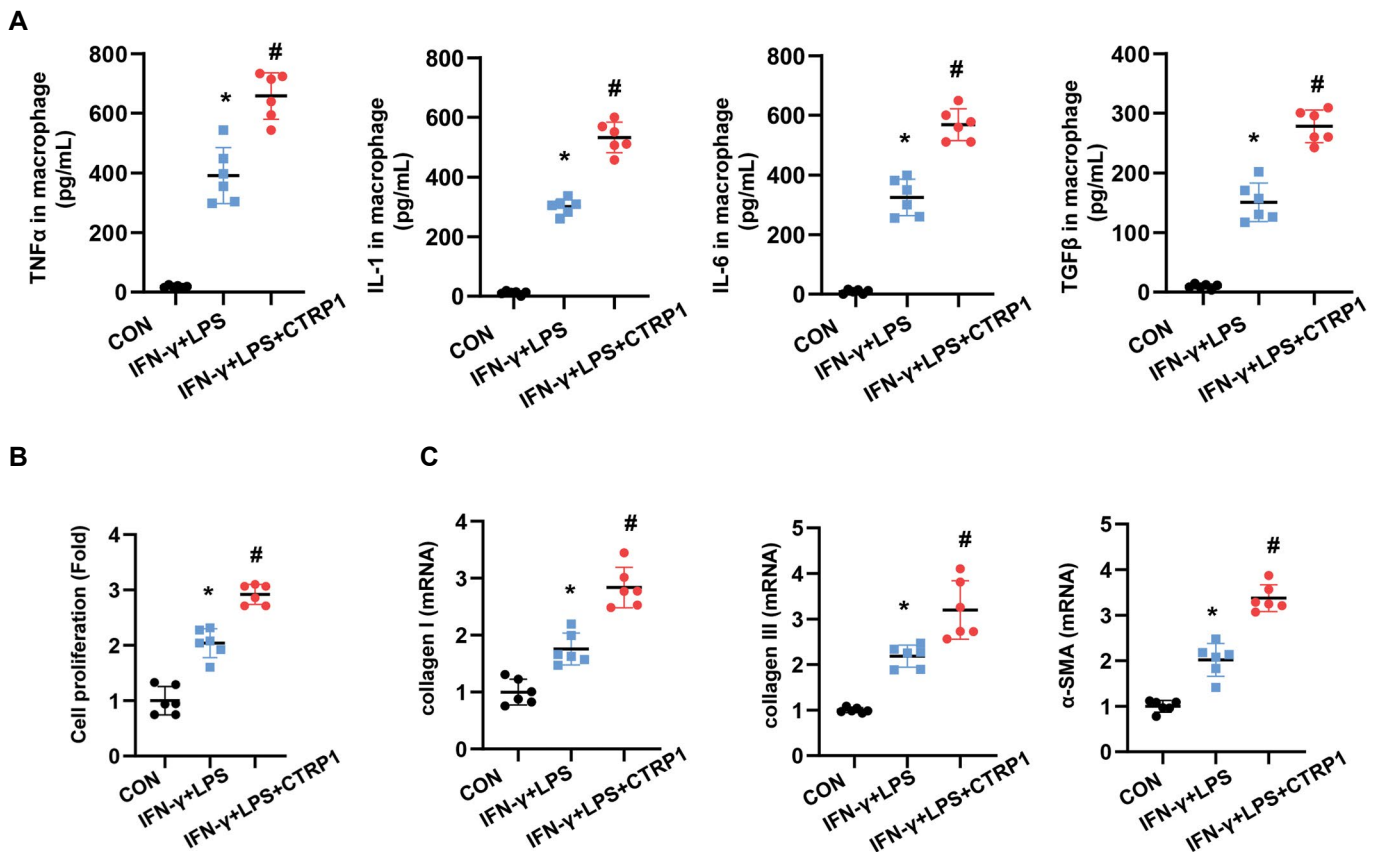 A
TNFα in macrophage
(pg/mL)
800
600
400
200
0
*
#
CON
IFN-γ+LPS
IFN-γ+LPS+CTRP1
IL-1 in macrophage
(pg/mL)
800
600
400
200
0
*
#
CON
IFN-γ+LPS
IFN-γ+LPS+CTRP1
IL-6 in macrophage
(pg/mL)
800
600
400
200
0
*
#
CON
IFN-γ+LPS
IFN-γ+LPS+CTRP1
TGFβ in macrophage
(pg/mL)
400
300
200
100
0
*
#
CON
IFN-γ+LPS
IFN-γ+LPS+CTRP1
B
Cell proliferation (Fold)
4
3
2
1
0
*
#
CON
IFN-γ+LPS
IFN-γ+LPS+CTRP1
C
collagen I (mRNA)
4
3
2
1
0
*
#
CON
IFN-γ+LPS
IFN-γ+LPS+CTRP1
collagen III (mRNA)
5
4
3
2
1
0
*
#
CON
IFN-γ+LPS
IFN-γ+LPS+CTRP1
α-SMA (mRNA)
5
4
3
2
1
0
*
#
CON
IFN-γ+LPS
IFN-γ+LPS+CTRP1